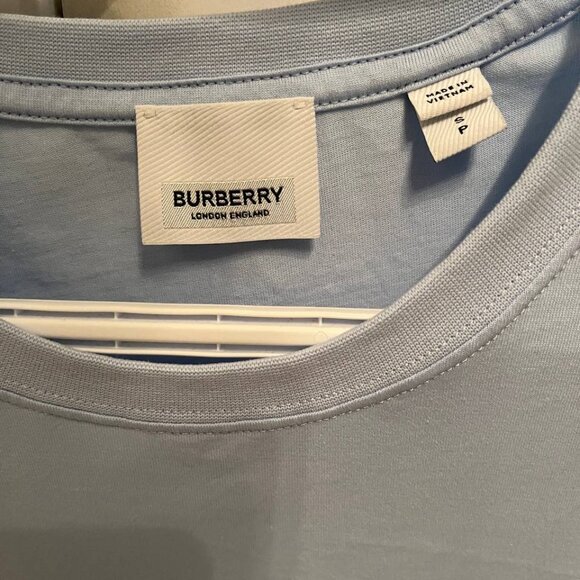 BURBERRY
LONDON ENGLAND
MADE IN
VIETNAM
S
P